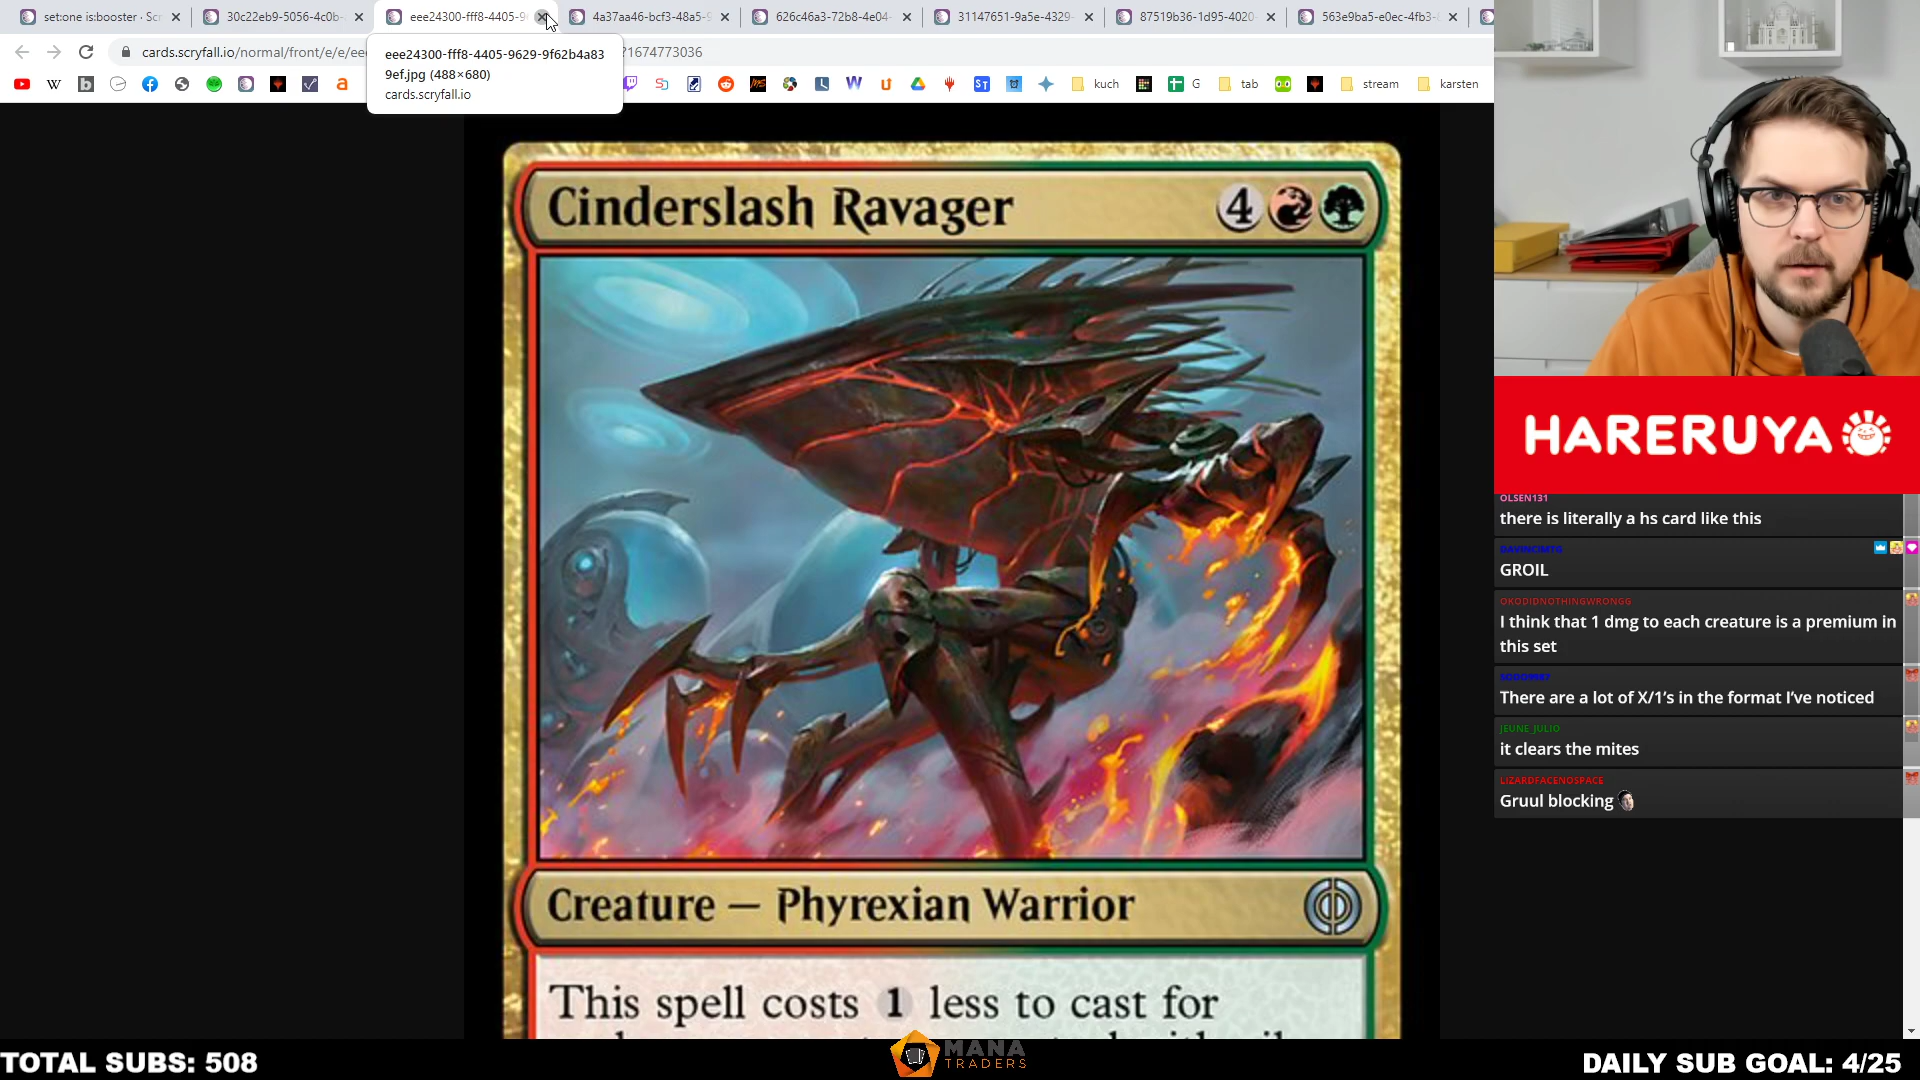 set:one is:booster · Scr
30c22eb9-5056-4c0b-
eee24300-fff8-4405-9
4a37aa46-bcf3-48a5-9
626c46a3-72b8-4e04-
31147651-9a5e-4329-
87519b36-1d95-4020-
563e9ba5-e0ec-4fb3-
cards.scryfall.io/normal/front/e/e/ee
?1674773036
eee24300-fff8-4405-9629-9f62b4a83
9ef.jpg (488×680)
cards.scryfall.io
kuch
G
tab
stream
karsten
Cinderslash Ravager
4
Creature — Phyrexian Warrior
This spell costs 1 less to cast for
HARERUYA
OLSEN131
there is literally a hs card like this
GROIL
OKODIDNOTHINGWRONGG
I think that 1 dmg to each creature is a premium in
this set
There are a lot of X/1's in the format I've noticed
JEUNE_JULIO
it clears the mites
LIZARDFACENOSPACE
Gruul blocking
TOTAL SUBS: 508
MANA
TRADERS
DAILY SUB GOAL: 4/25